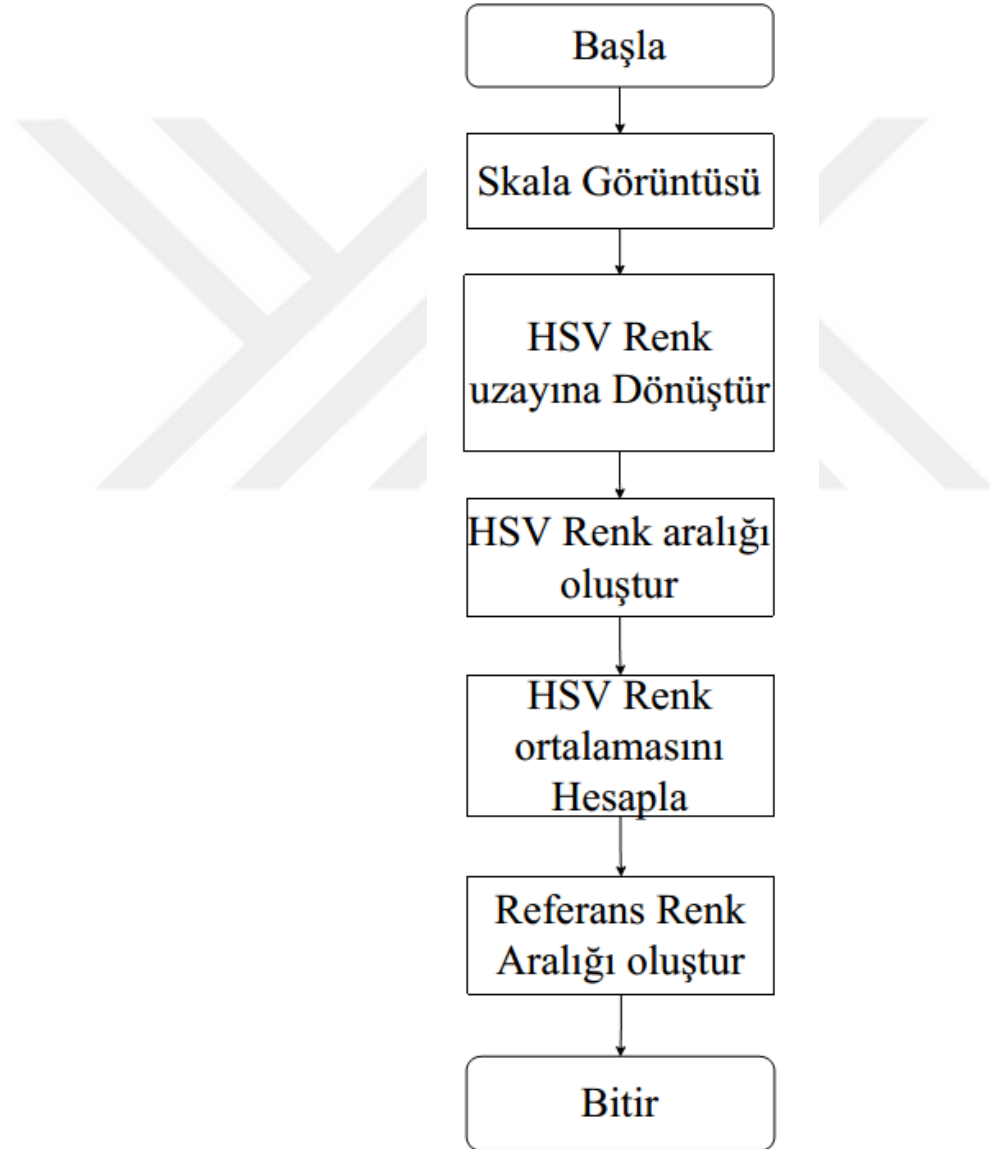 Başla
Skala Görüntüsü
HSV Renk
uzayına Dönüştür
HSV Renk aralığı
oluştur
HSV Renk
ortalamasını
Hesapla
Referans Renk
Aralığı oluştur
Bitir